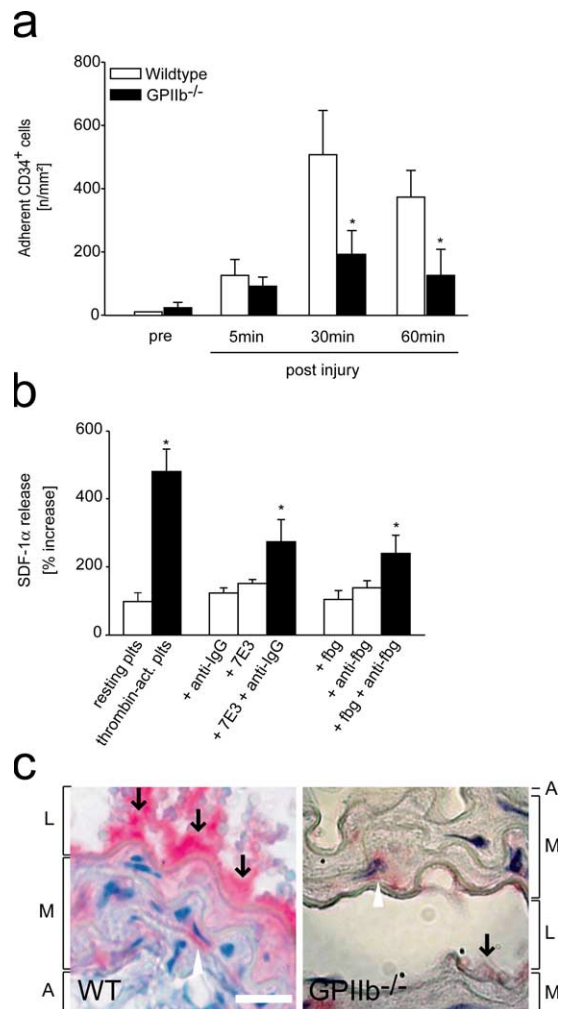 a
800
600
400
200
0
Adherent CD34⁺ cells
[n/mm²]
Wildtype
GPIIb⁻/⁻
*
*
pre
5min
30min
60min
post injury
b
600
400
200
0
SDF-1α release
[% increase]
*
*
*
resting plts
thrombin-act. plts
+ anti-IgG
+ 7E3
+ 7E3 + anti-IgG
+ fbg
+ anti-fbg
+ fbg + anti-fbg
c
L
M
A
WT
A
M
L
M
GPIIb⁻/⁻